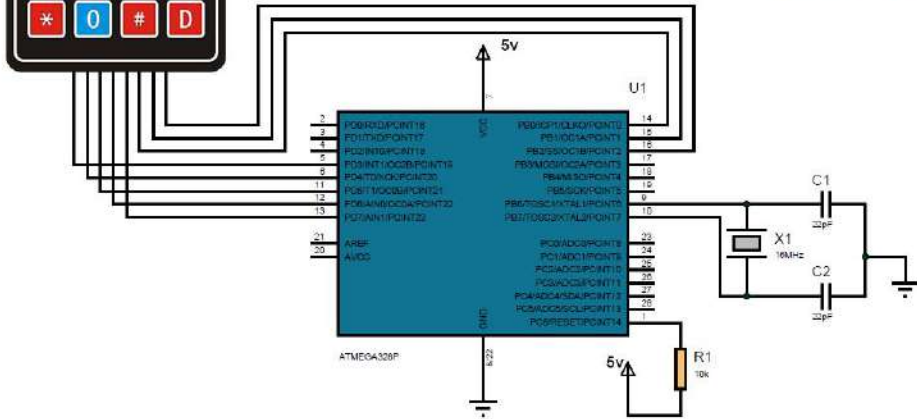 * 0 # D
5v
U1
2 PD0/RXD/PCINT16
3 PD1/TXD/PCINT17
4 PD2/INT0/PCINT18
5 PD3/INT1/OC2B/PCINT19
6 PD4/T0/XCK/PCINT20
11 PD5/T1/OC0B/PCINT21
12 PD6/AIN0/OC0A/PCINT22
13 PD7/AIN1/PCINT23
21 AREF
20 AVCC
7
VCC
PB0/ICP1/CLKO/PCINT0 14
PB1/OC1A/PCINT1 15
PB2/SS/OC1B/PCINT2 16
PB3/MOSI/OC2A/PCINT3 17
PB4/MISO/PCINT4 18
PB5/SCK/PCINT5 19
PB6/TOSC1/XTAL1/PCINT6 9
PB7/TOSC2/XTAL2/PCINT7 10
PC0/ADC0/PCINT8 23
PC1/ADC1/PCINT9 24
PC2/ADC2/PCINT10 25
PC3/ADC3/PCINT11 26
PC4/ADC4/SDA/PCINT12 27
PC5/ADC5/SCL/PCINT13 28
PC6/RESET/PCINT14 1
GND
8/22
ATMEGA328P
C1
22pF
X1
16MHz
C2
22pF
5v
R1
10k